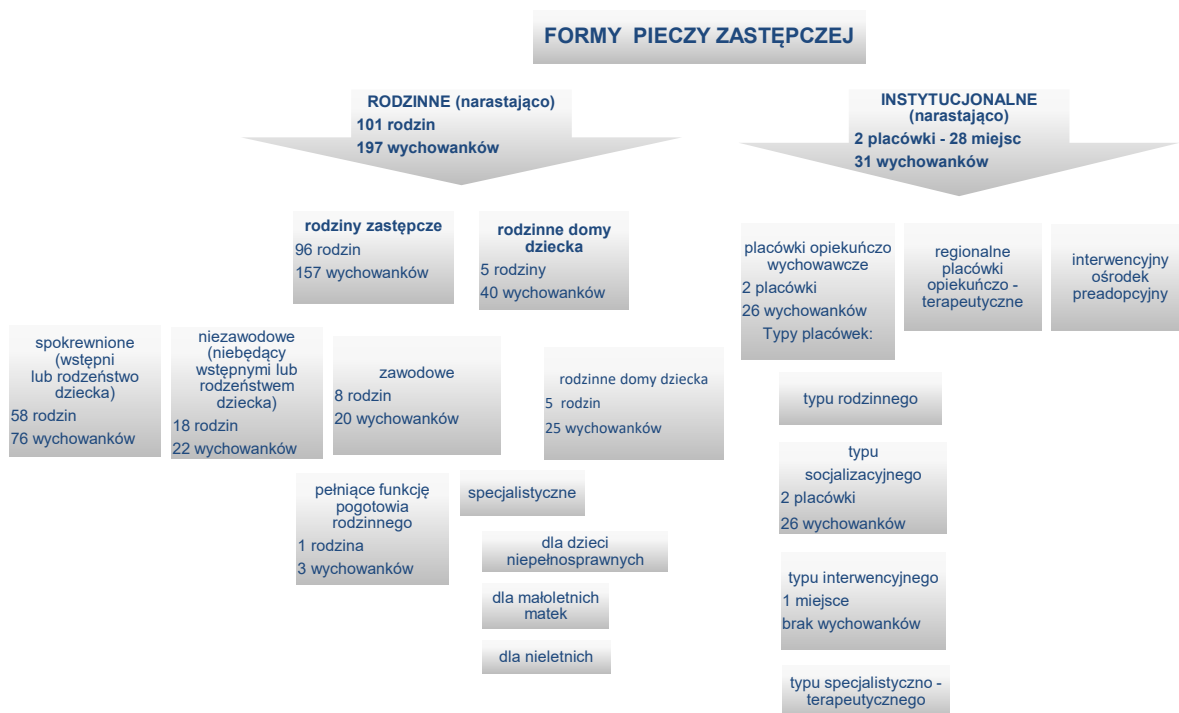 FORMY PIECZY ZASTĘPCZEJ
RODZINNE (narastająco)
101 rodzin
197 wychowanków
INSTYTUCJONALNE
(narastająco)
2 placówki - 28 miejsc
31 wychowanków
rodziny zastępcze
96 rodzin
157 wychowanków
rodzinne domy
dziecka
5 rodziny
40 wychowanków
placówki opiekuńczo
wychowawcze
2 placówki
26 wychowanków
Typy placówek:
regionalne
placówki
opiekuńczo -
terapeutyczne
interwencyjny
ośrodek
preadopcyjny
spokrewnione
(wstępni
lub rodzeństwo
dziecka)
58 rodzin
76 wychowanków
niezawodowe
(niebędący
wstępnymi lub
rodzeństwem
dziecka)
18 rodzin
22 wychowanków
zawodowe
8 rodzin
20 wychowanków
rodzinne domy dziecka
5 rodzin
25 wychowanków
typu rodzinnego
typu
socjalizacyjnego
2 placówki
26 wychowanków
pełniące funkcję
pogotowia
rodzinnego
1 rodzina
3 wychowanków
specjalistyczne
dla dzieci
niepełnosprawnych
dla małoletnich
matek
dla nieletnich
typu interwencyjnego
1 miejsce
brak wychowanków
typu specjalistyczno -
terapeutycznego